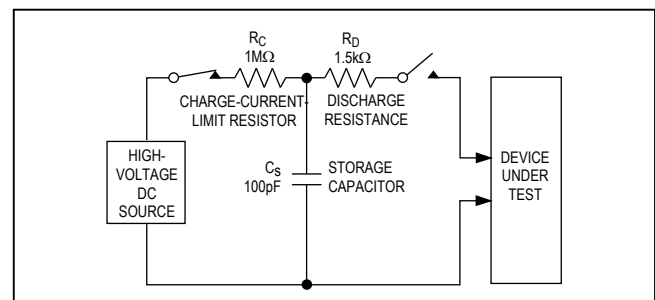 R_C
1MΩ
CHARGE-CURRENT-
LIMIT RESISTOR
R_D
1.5kΩ
DISCHARGE
RESISTANCE
HIGH-
VOLTAGE
DC
SOURCE
C_S
100pF
STORAGE
CAPACITOR
DEVICE
UNDER
TEST